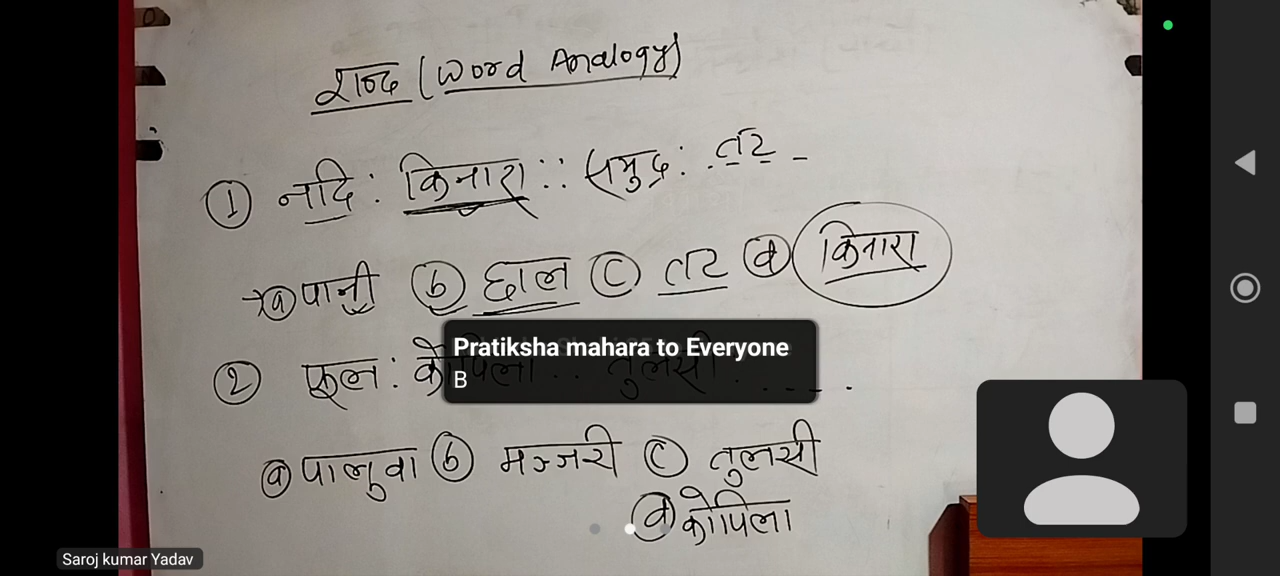 शब्द (Word Analogy)
① नदि : किनारा :: समुद्र : . तट -
ⓐ पानी ⓑ छाल ⓒ तट ⓓ किनारा
② फूल : कोपिला :: तुलसी : . - - .
Pratiksha mahara to Everyone
B
ⓐ पालुवा ⓑ मञ्जरी ⓒ तुलसी
ⓓ कोपिला
Saroj kumar Yadav